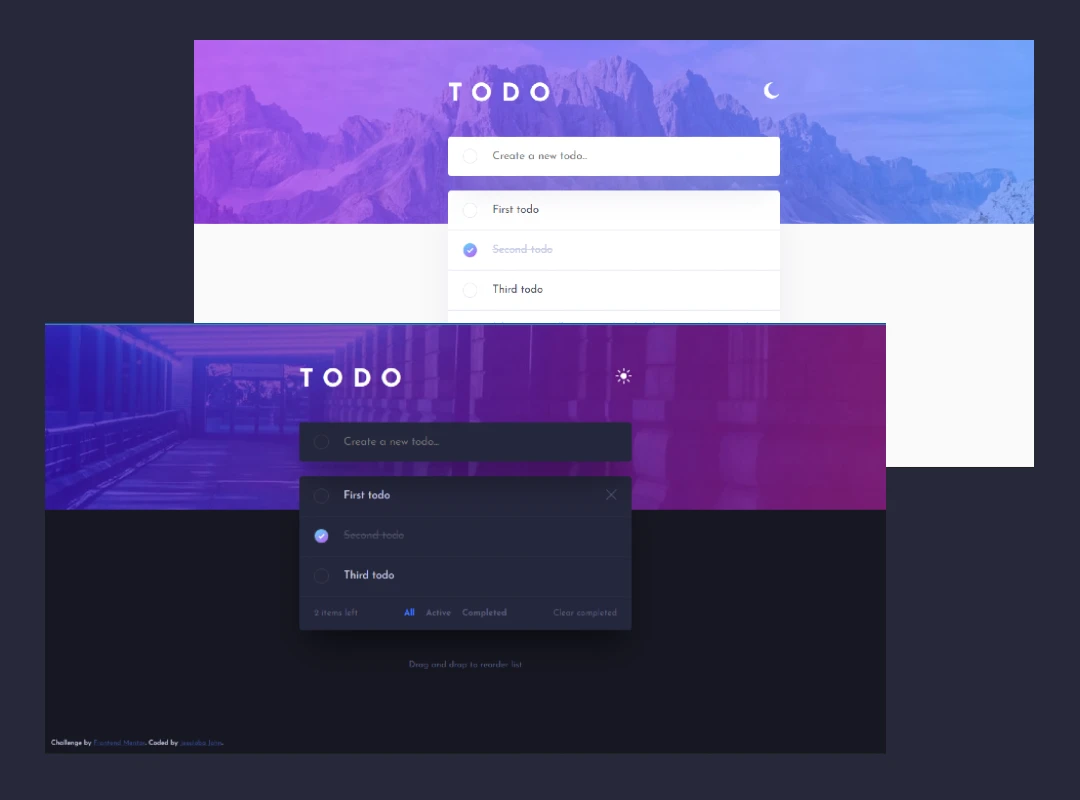 TODO
Create a new todo...
First todo
Second todo
Third todo
TODO
Create a new todo...
First todo
Second todo
Third todo
2 items left All Active Completed Clear completed
Drag and drop to reorder list
Challenge by Frontend Mentor. Coded by